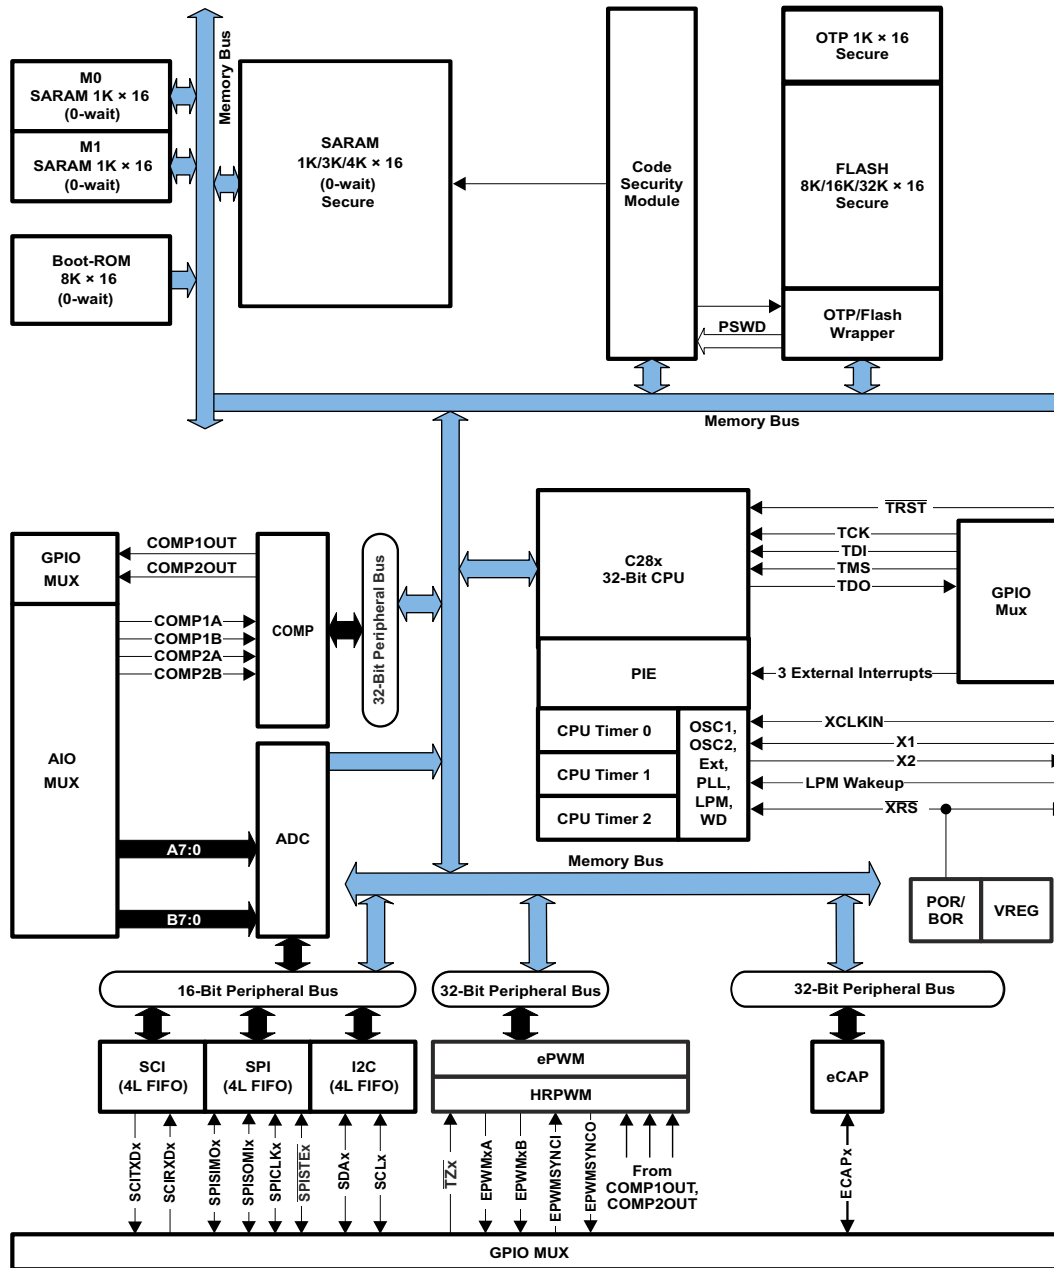 M0
SARAM 1K × 16
(0-wait)
M1
SARAM 1K × 16
(0-wait)
Boot-ROM
8K × 16
(0-wait)
Memory Bus
SARAM
1K/3K/4K × 16
(0-wait)
Secure
Code
Security
Module
OTP 1K × 16
Secure
FLASH
8K/16K/32K × 16
Secure
OTP/Flash
Wrapper
PSWD
Memory Bus
GPIO
MUX
AIO
MUX
COMP1OUT
COMP2OUT
COMP1A
COMP1B
COMP2A
COMP2B
COMP
32-Bit Peripheral Bus
A7:0
B7:0
ADC
C28x
32-Bit CPU
PIE
CPU Timer 0
CPU Timer 1
CPU Timer 2
OSC1,
OSC2,
Ext,
PLL,
LPM,
WD
TRST
TCK
TDI
TMS
TDO
GPIO
Mux
3 External Interrupts
XCLKIN
X1
X2
LPM Wakeup
XRS
POR/
BOR
VREG
Memory Bus
16-Bit Peripheral Bus
32-Bit Peripheral Bus
32-Bit Peripheral Bus
SCI
(4L FIFO)
SPI
(4L FIFO)
I2C
(4L FIFO)
ePWM
HRPWM
eCAP
SCITXDx
SCIRXDx
SPISIMOx
SPISOMIx
SPICLKx
SPISTEx
SDAx
SCLx
TZx
EPWMxA
EPWMxB
EPWMSYNCI
EPWMSYNCO
From
COMP1OUT,
COMP2OUT
ECAPx
GPIO MUX